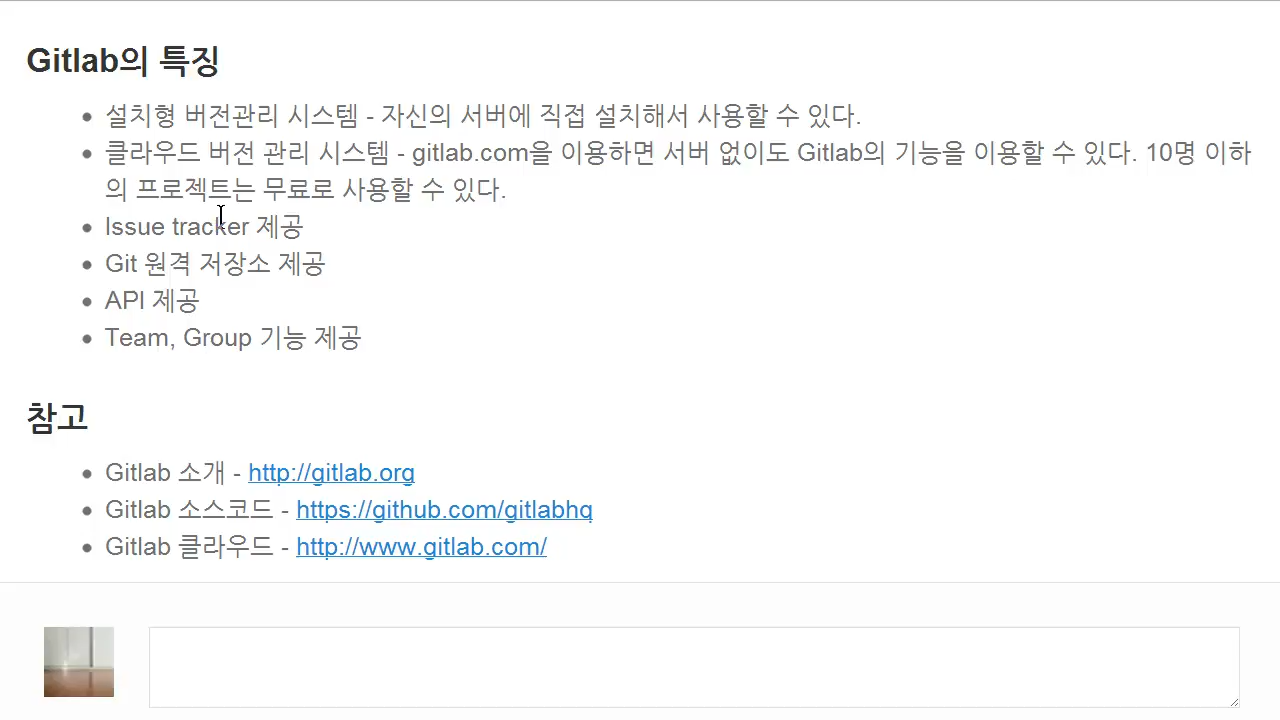 Gitlab의 특징
설치형 버전관리 시스템 - 자신의 서버에 직접 설치해서 사용할 수 있다.
클라우드 버전 관리 시스템 - gitlab.com을 이용하면 서버 없이도 Gitlab의 기능을 이용할 수 있다. 10명 이하
의 프로젝트는 무료로 사용할 수 있다.
Issue tracker 제공
Git 원격 저장소 제공
API 제공
Team, Group 기능 제공
참고
Gitlab 소개 - http://gitlab.org
Gitlab 소스코드 - https://github.com/gitlabhq
Gitlab 클라우드 - http://www.gitlab.com/